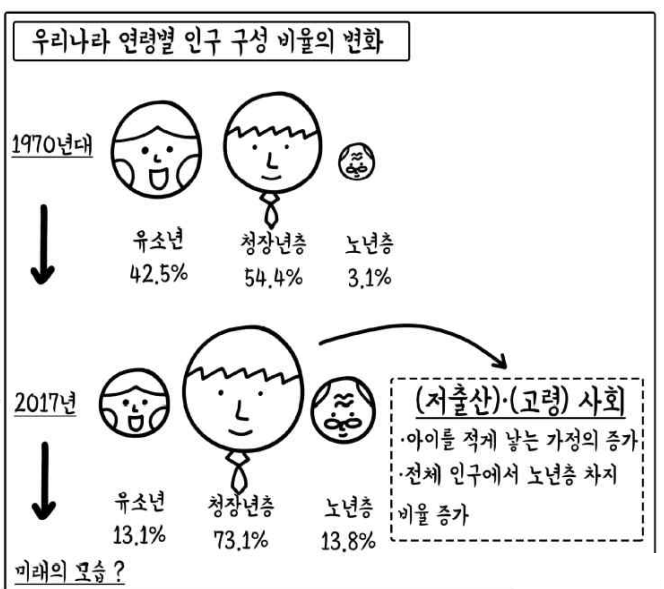 우리나라 연령별 인구 구성 비율의 변화
1970년대
유소년 청장년층 노년층
42.5% 54.4% 3.1%
2017년
(저출산)·(고령) 사회
·아이를 적게 낳는 가정의 증가
·전체 인구에서 노년층 차지
비율 증가
유소년 청장년층 노년층
13.1% 73.1% 13.8%
미래의 모습?